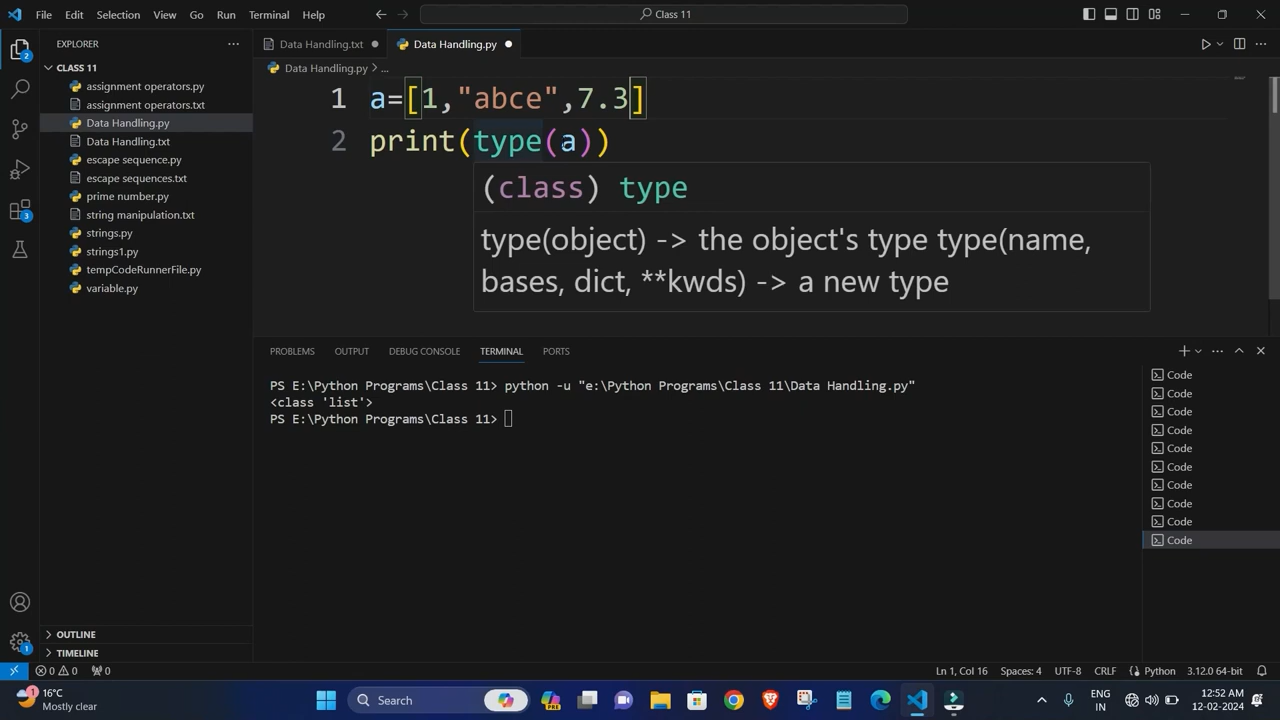 File Edit Selection View Go Run Terminal Help
Class 11
EXPLORER
CLASS 11
2
assignment operators.py
assignment operators.txt
Data Handling.py
Data Handling.txt
escape sequence.py
escape sequences.txt
prime number.py
string manipulation.txt
strings.py
strings1.py
tempCodeRunnerFile.py
variable.py
3
OUTLINE
TIMELINE
1
Data Handling.txt Data Handling.py
Data Handling.py > ...
1 a=[1,"abce",7.3]
2 print(type(a))
(class) type
type(object) -> the object's type type(name,
bases, dict, **kwds) -> a new type
PROBLEMS OUTPUT DEBUG CONSOLE TERMINAL PORTS
PS E:\Python Programs\Class 11> python -u "e:\Python Programs\Class 11\Data Handling.py"
<class 'list'>
PS E:\Python Programs\Class 11>
Code
Code
Code
Code
Code
Code
Code
Code
Code
Code
0 0 0
Ln 1, Col 16 Spaces: 4 UTF-8 CRLF Python 3.12.0 64-bit
1
16°C
Mostly clear
Search
PRE
ENG
IN
12:52 AM
12-02-2024